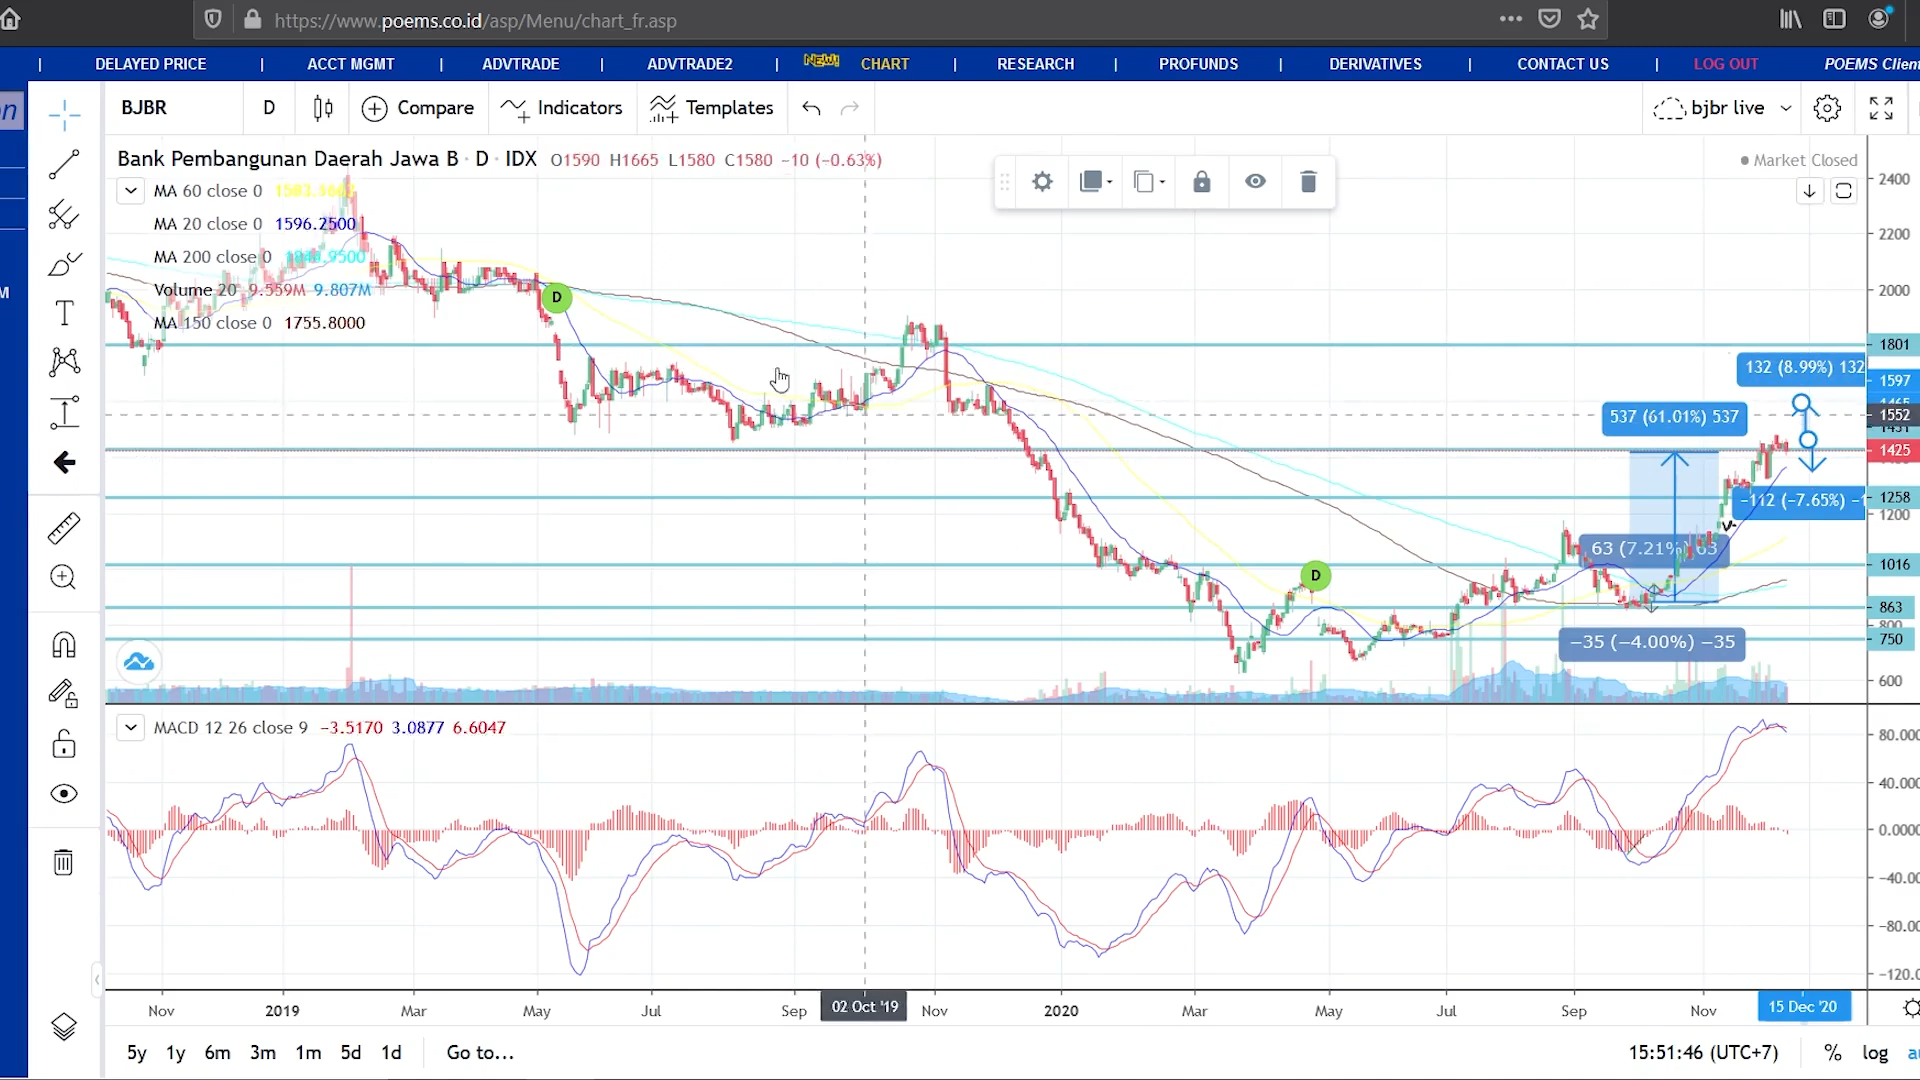 https://www.poems.co.id/asp/Menu/chart_fr.asp
| DELAYED PRICE | ACCT MGMT | ADVTRADE | ADVTRADE2 | NEW! CHART | RESEARCH | PROFUNDS | DERIVATIVES | CONTACT US | LOG OUT POEMS Client
BJBR D Compare Indicators Templates bjbr live
Bank Pembangunan Daerah Jawa B · D · IDX O1590 H1665 L1580 C1580 −10 (−0.63%)
Market Closed
MA 60 close 0
MA 20 close 0 1596.2500
MA 200 close 0
Volume 20 9.559M 9.807M
MA 150 close 0 1755.8000
D
D
132 (8.99%) 132
537 (61.01%) 537
−112 (−7.65%)
63 (7.21%) 63
−35 (−4.00%) −35
2400
2200
2000
1801
1597
1552
1425
1258
1200
1016
863
800
750
600
MACD 12 26 close 9 −3.5170 3.0877 6.6047
80.000
40.000
0.0000
−40.00
−80.00
−120.0
Nov 2019 Mar May Jul Sep 02 Oct '19 Nov 2020 Mar May Jul Sep Nov 15 Dec '20
5y 1y 6m 3m 1m 5d 1d Go to... 15:51:46 (UTC+7) % log